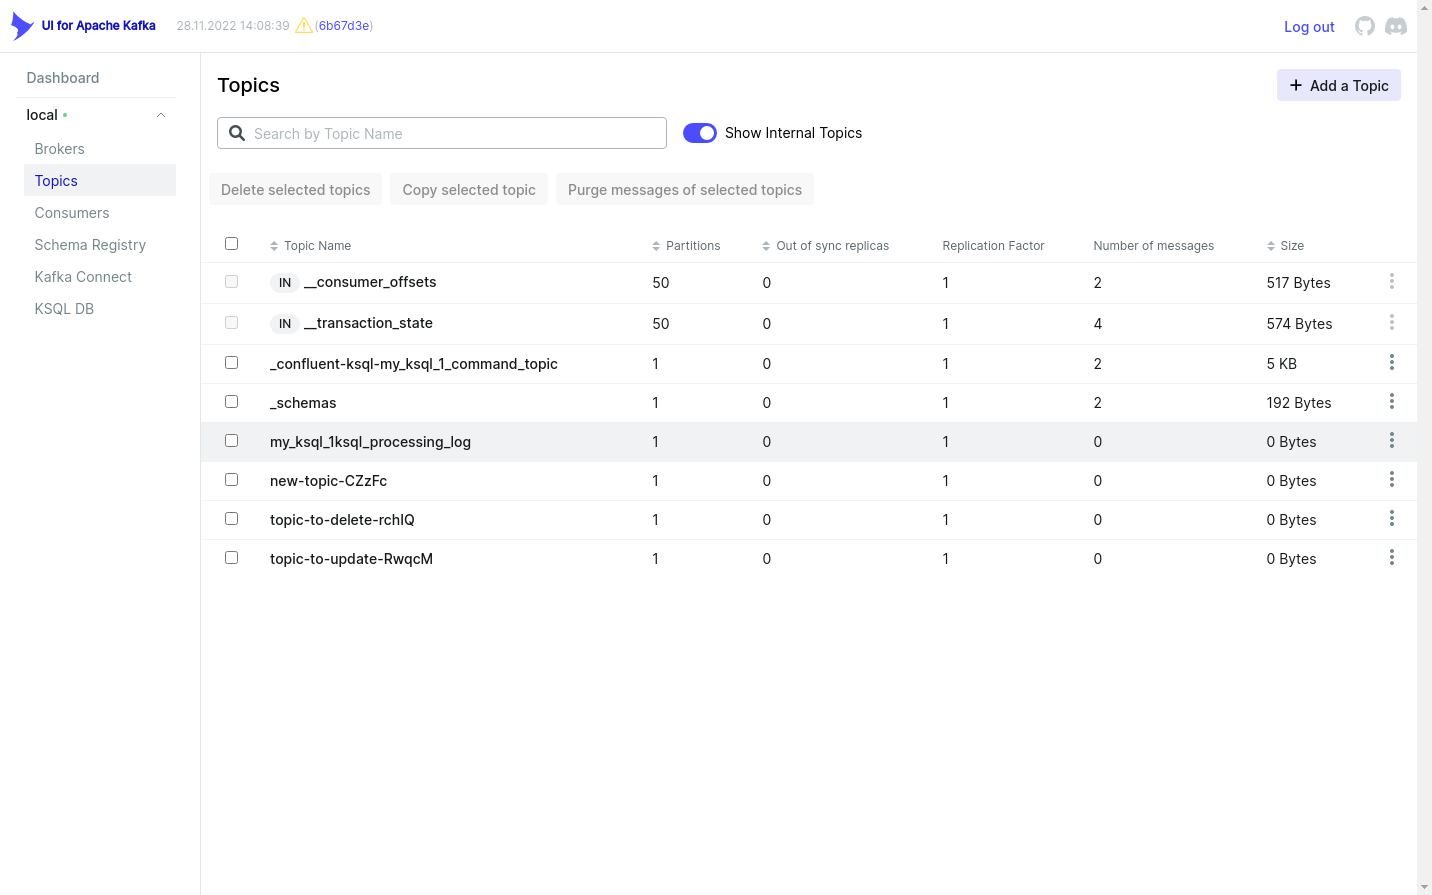 UI for Apache Kafka 28.11.2022 14:08:39 (6b67d3e) Log out
Dashboard
local
Brokers
Topics
Consumers
Schema Registry
Kafka Connect
KSQL DB
Topics
Add a Topic
Search by Topic Name Show Internal Topics
Delete selected topics Copy selected topic Purge messages of selected topics
Topic Name Partitions Out of sync replicas Replication Factor Number of messages Size
IN __consumer_offsets 50 0 1 2 517 Bytes
IN __transaction_state 50 0 1 4 574 Bytes
_confluent-ksql-my_ksql_1_command_topic 1 0 1 2 5 KB
_schemas 1 0 1 2 192 Bytes
my_ksql_1ksql_processing_log 1 0 1 0 0 Bytes
new-topic-CZzFc 1 0 1 0 0 Bytes
topic-to-delete-rchIQ 1 0 1 0 0 Bytes
topic-to-update-RwqcM 1 0 1 0 0 Bytes